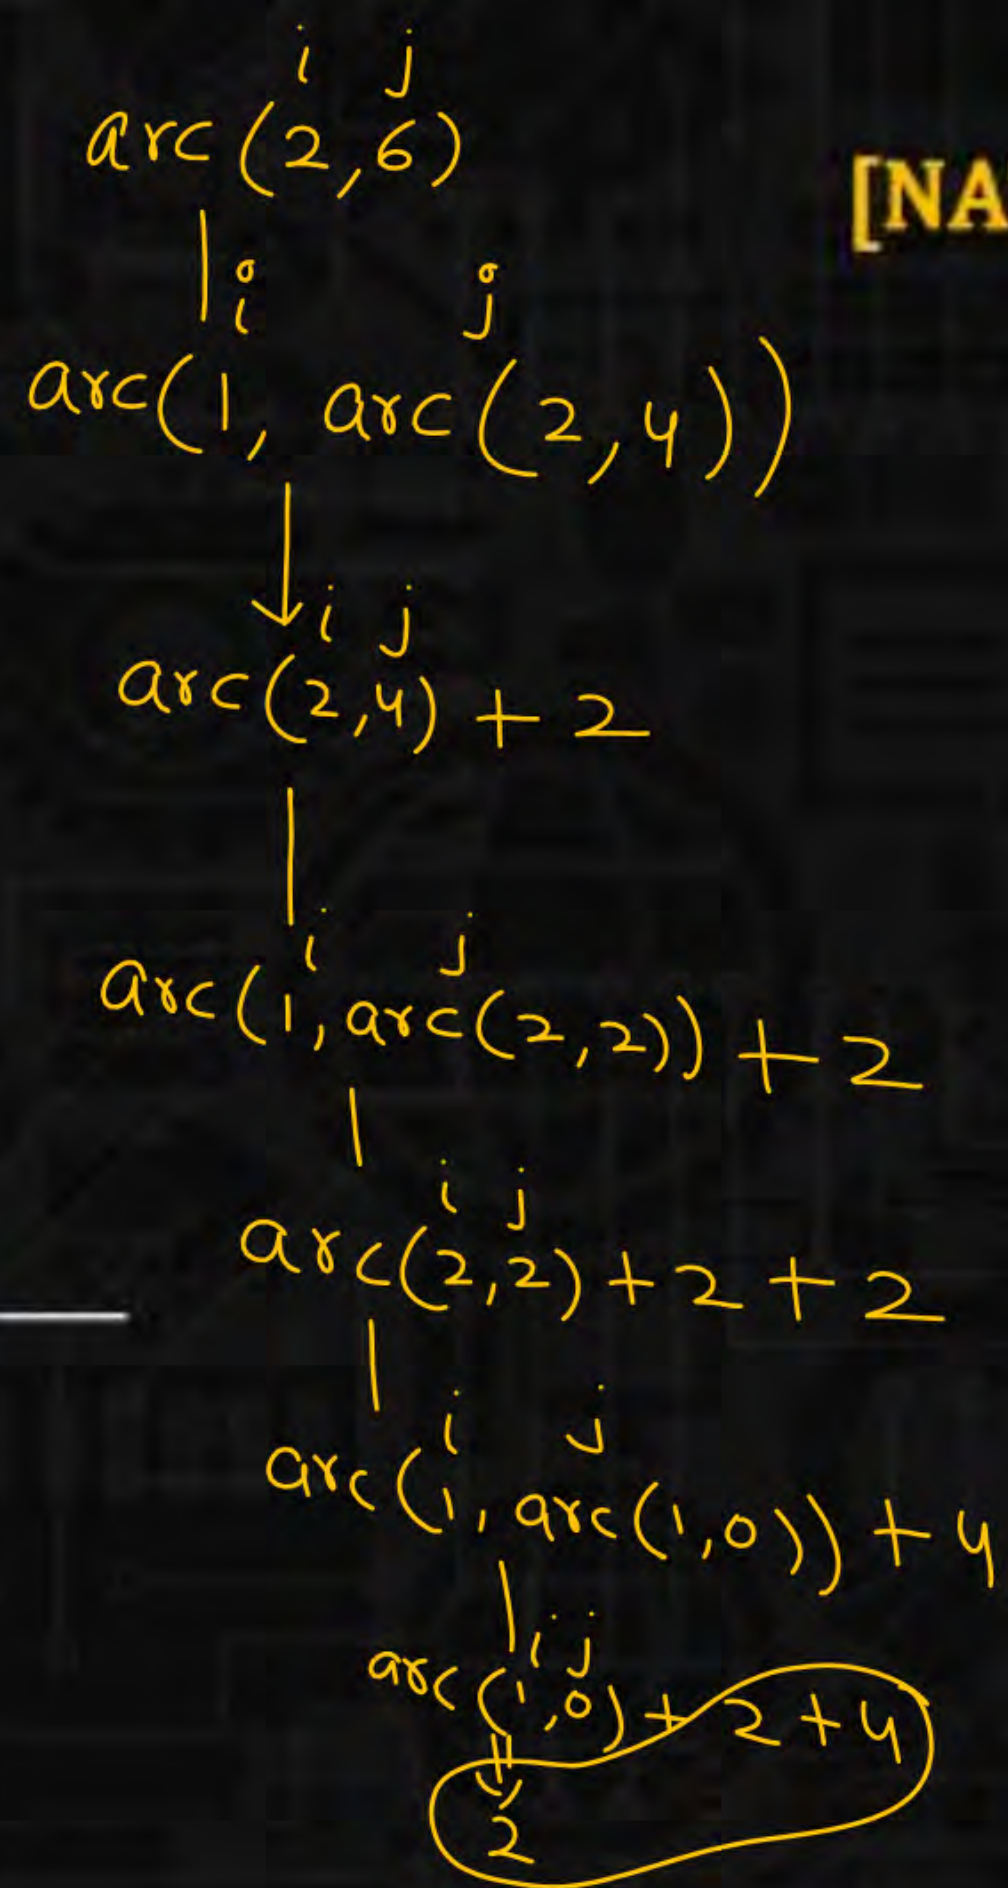 i j
arc(2,6)
[NA
i j
arc(1, arc(2,4))
i j
arc(2,4) + 2
i j
arc(1, arc(2,2)) + 2
i j
arc(2,2) + 2 + 2
i j
arc(1, arc(1,0)) + 4
i j
arc(1,0) + 2 + 4
2